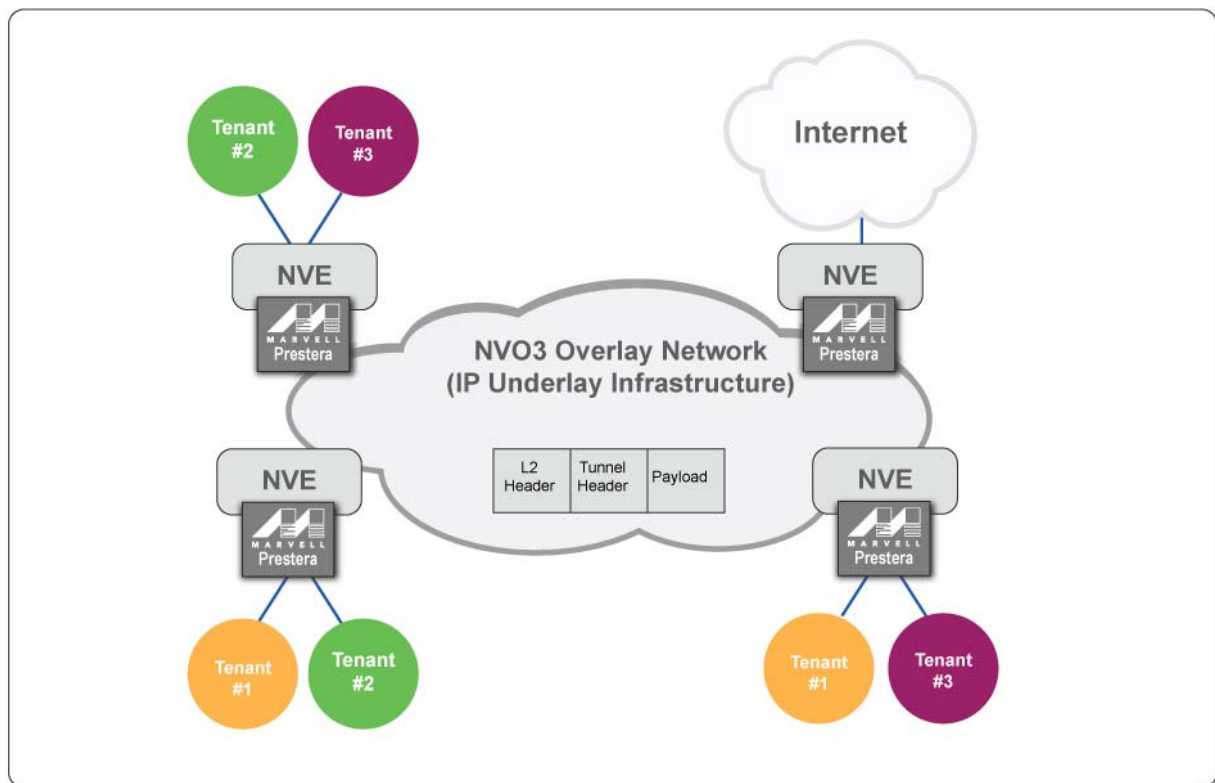 Tenant
#2
Tenant
#3
Internet
NVE
MARVELL
Prestera
NVE
MARVELL
Prestera
NVO3 Overlay Network
(IP Underlay Infrastructure)
L2
Header
Tunnel
Header
Payload
NVE
MARVELL
Prestera
NVE
MARVELL
Prestera
Tenant
#1
Tenant
#2
Tenant
#1
Tenant
#3